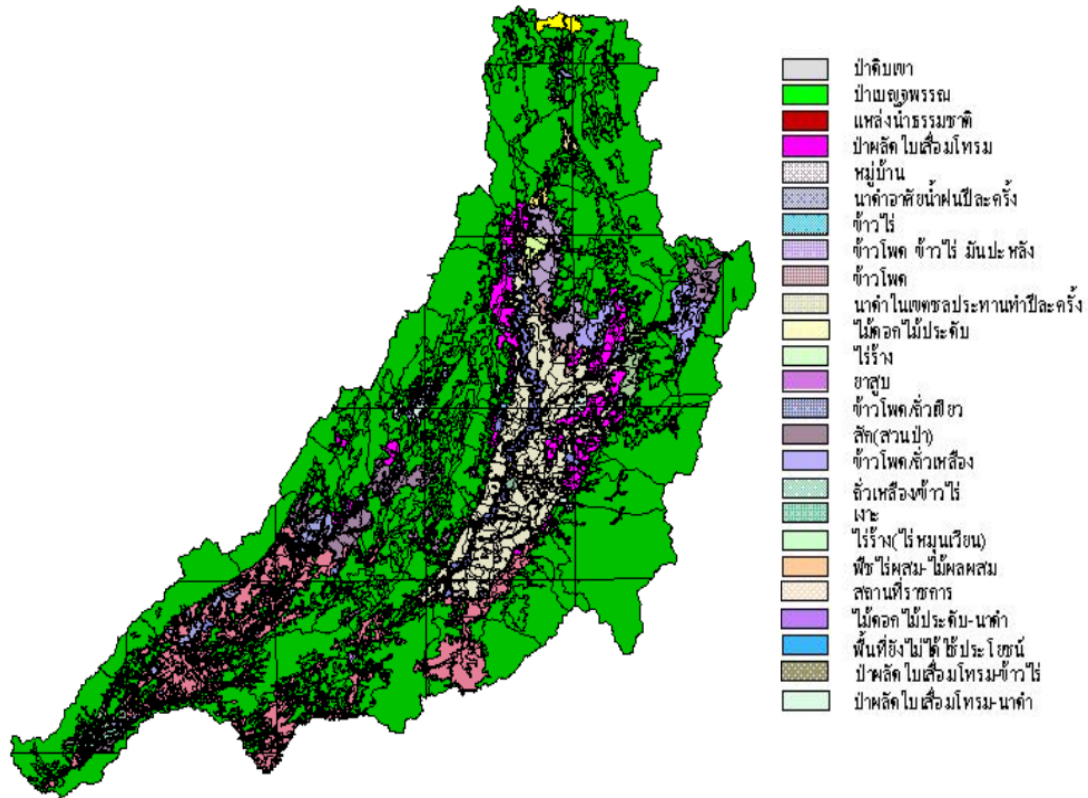 ป่าดิบเขา
ป่าเบญจพรรณ
แหล่งน้ำธรรมชาติ
ป่าผลัดใบเสื่อมโทรม
หมู่บ้าน
นาดำอาศัยน้ำฝนปีละครั้ง
ข้าวไร่
ข้าวโพด ข้าวไร่ มันปะหลัง
ข้าวโพด
นาดำในเขตชลประทานทำปีละครั้ง
ไม้ดอกไม้ประดับ
ไร่ร้าง
ยาสูบ
ข้าวโพด/ถั่วเขียว
สัก(สวนป่า)
ข้าวโพด/ถั่วเหลือง
ถั่วเหลือง/ข้าวไร่
เงาะ
ไร่ร้าง(ไร่หมุนเวียน)
พืชไร่ผสม-ไม้ผลผสม
สถานที่ราชการ
ไม้ดอกไม้ประดับ-นาดำ
พื้นที่ยังไม่ได้ใช้ประโยชน์
ป่าผลัดใบเสื่อมโทรม-ข้าวไร่
ป่าผลัดใบเสื่อมโทรม-นาดำ